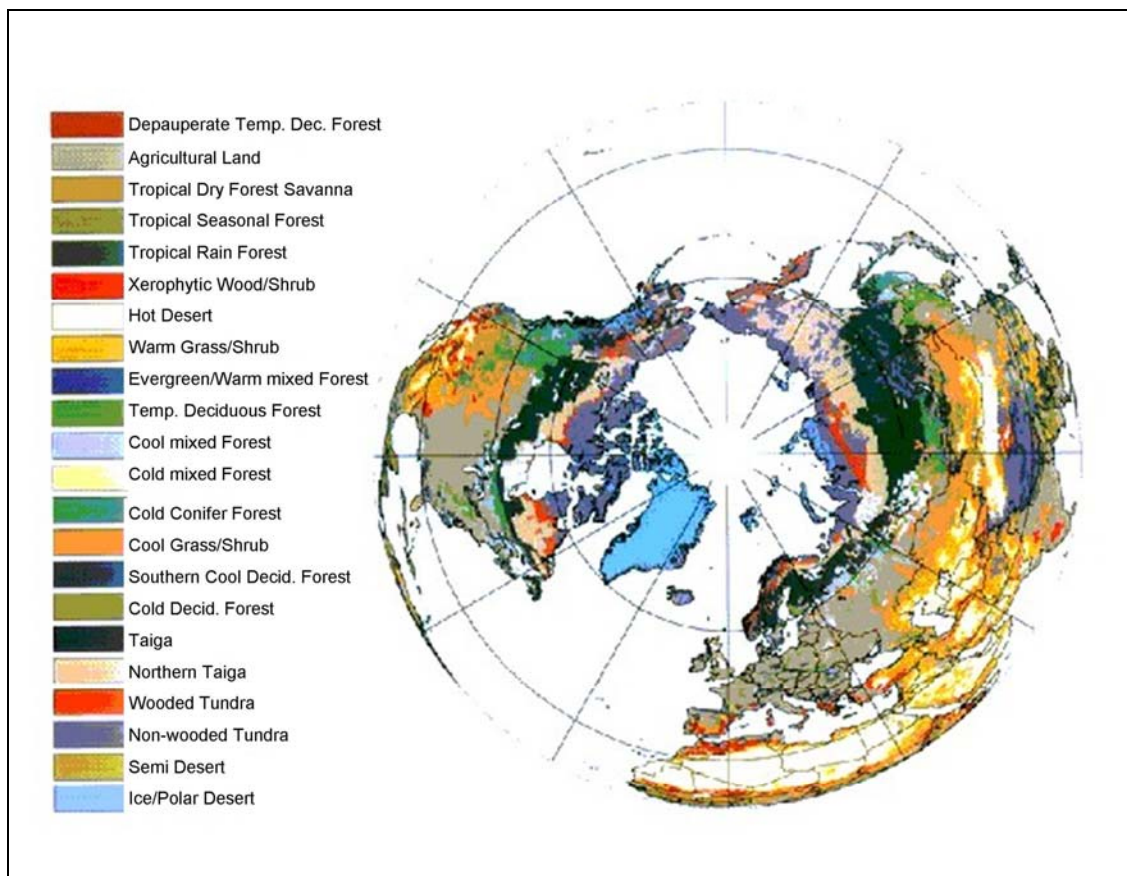 Depauperate Temp. Dec. Forest
Agricultural Land
Tropical Dry Forest Savanna
Tropical Seasonal Forest
Tropical Rain Forest
Xerophytic Wood/Shrub
Hot Desert
Warm Grass/Shrub
Evergreen/Warm mixed Forest
Temp. Deciduous Forest
Cool mixed Forest
Cold mixed Forest
Cold Conifer Forest
Cool Grass/Shrub
Southern Cool Decid. Forest
Cold Decid. Forest
Taiga
Northern Taiga
Wooded Tundra
Non-wooded Tundra
Semi Desert
Ice/Polar Desert